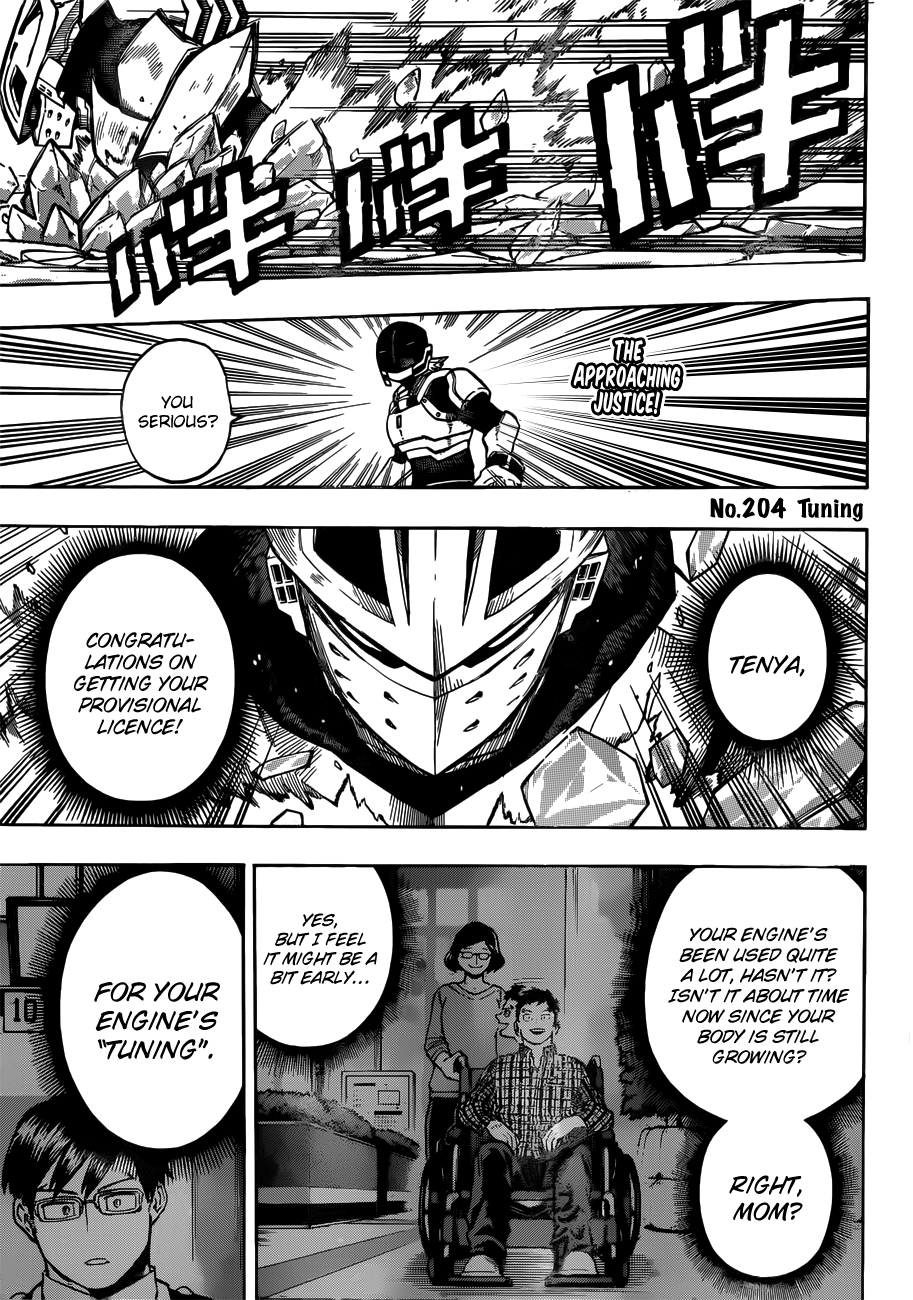 バキ
バキ
バキ
THE
APPROACHING
JUSTICE!
YOU
SERIOUS?
No.204 Tuning
TENYA,
CONGRATU-
LATIONS ON
GETTING YOUR
PROVISIONAL
LICENCE!
YOUR ENGINE'S
BEEN USED QUITE
A LOT, HASN'T IT?
ISN'T IT ABOUT TIME
NOW SINCE YOUR
BODY IS STILL
GROWING?
RIGHT,
MOM?
YES,
BUT I FEEL
IT MIGHT BE A
BIT EARLY...
FOR YOUR
ENGINE'S
"TUNING".
10